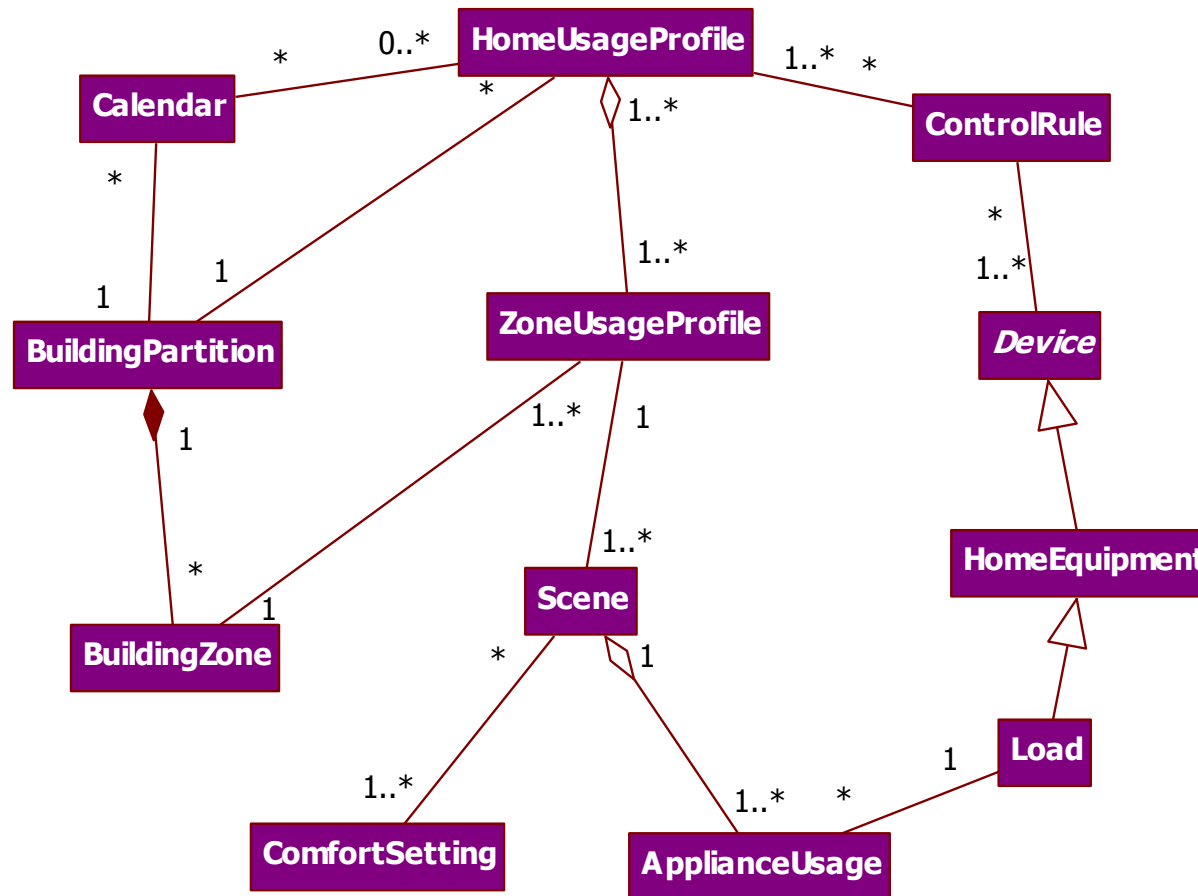 HomeUsageProfile
0..*
*
1..*
*
*
Calendar
ControlRule
1..*
*
*
1..*
1
1..*
1
ZoneUsageProfile
Device
BuildingPartition
1..*
1
1
1..*
HomeEquipment
*
Scene
1
BuildingZone
*
1
Load
1
1..*
1..*
*
ComfortSetting
ApplianceUsage